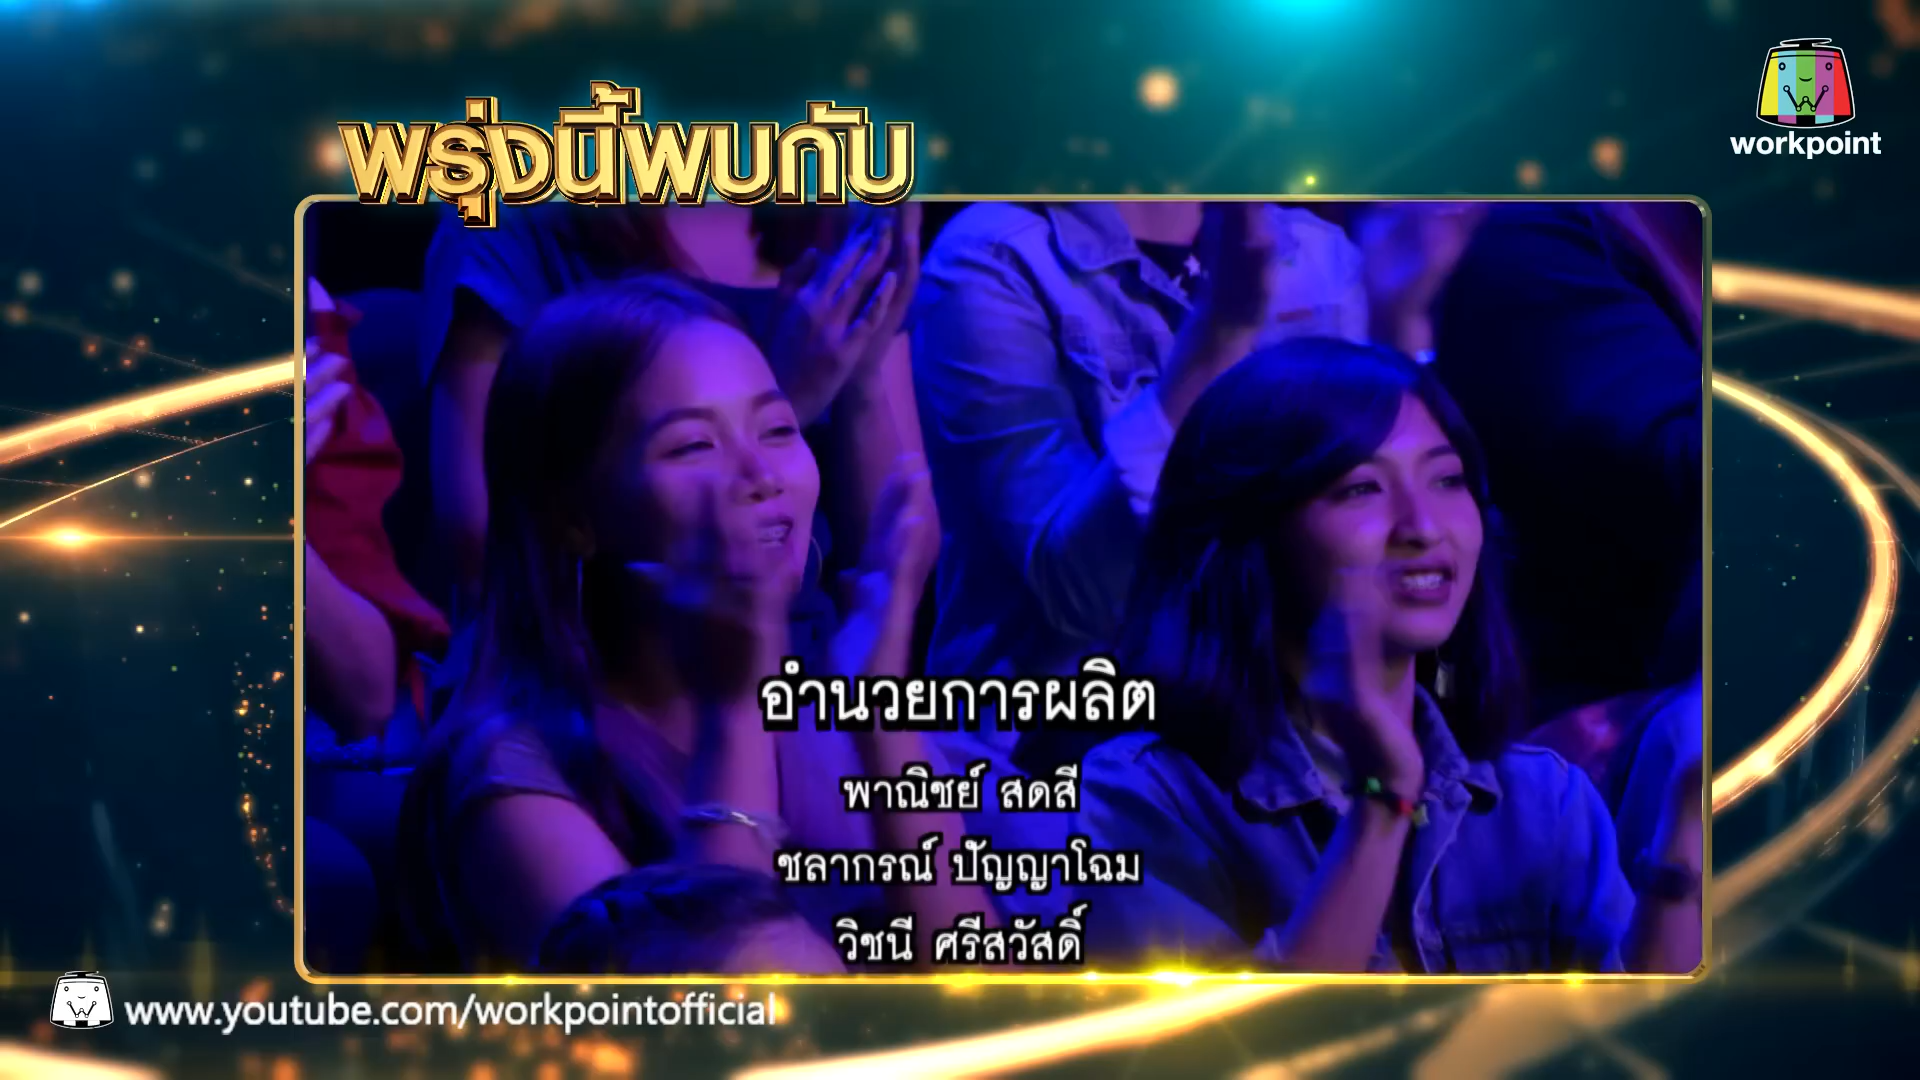 พรุ่งนี้พบกับ
workpoint
อำนวยการผลิต
พาณิชย์ สดสี
ชลากรณ์ ปัญญาโฉม
วิชนี ศรีสวัสดิ์
www.youtube.com/workpointofficial